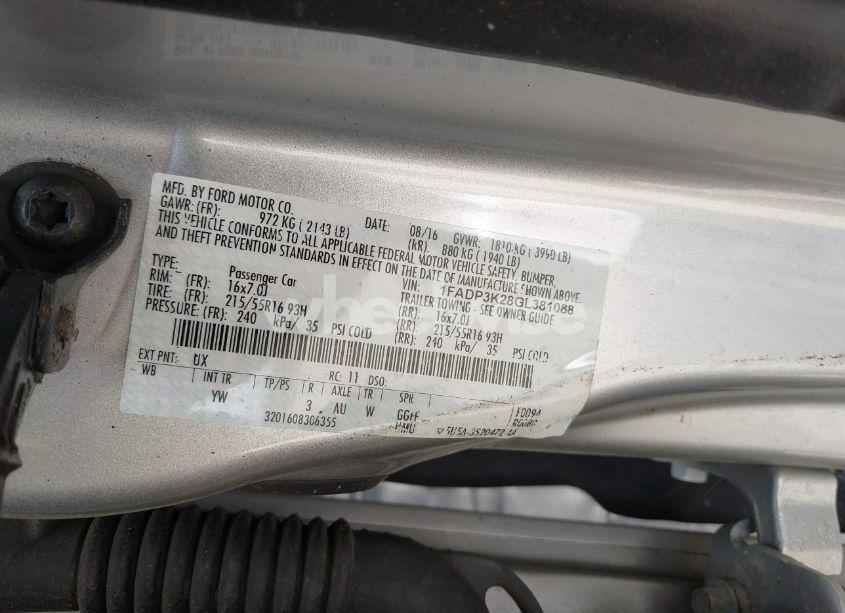 MFD. BY FORD MOTOR CO.
DATE: 08/16 GVWR: 1810 KG ( 3990 LB)
GAWR: (FR): 972 KG ( 2143 LB) (RR): 880 KG ( 1940 LB)
THIS VEHICLE CONFORMS TO ALL APPLICABLE FEDERAL MOTOR VEHICLE SAFETY, BUMPER,
AND THEFT PREVENTION STANDARDS IN EFFECT ON THE DATE OF MANUFACTURE SHOWN ABOVE.
VIN: 1FADP3K28GL381088
TYPE: Passenger Car TRAILER TOWING - SEE OWNER GUIDE
RIM: (FR): 16x7.0J (RR): 16x7.0J
TIRE: (FR): 215/55R16 93H (RR): 215/55R16 93H
PRESSURE: (FR): 240 kPa/ 35 PSI COLD (RR): 240 kPa/ 35 PSI COLD
EXT PNT: UX RC: 11 DSO:
WB INT TR TP/PS R AXLE TR SPR
YW 3 AU W
3201608306355